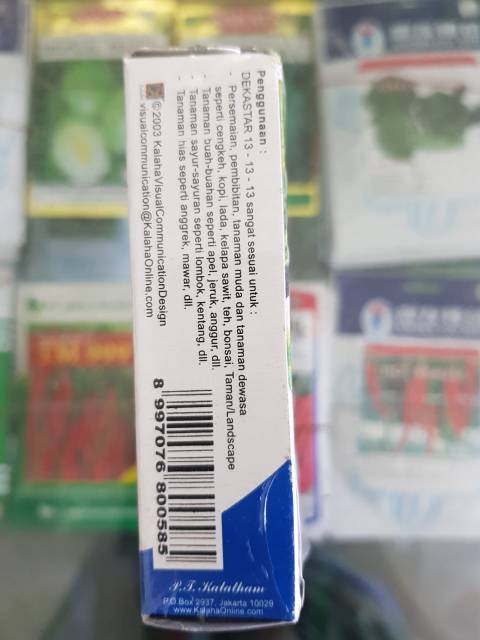 Penggunaan :
DEKASTAR 13 - 13 - 13 sangat sesuai untuk :
- Persemaian, pembibitan, tanaman muda dan tanaman dewasa
seperti cengkeh, kopi, lada, kelapa sawit, teh, bonsai, Taman/Landscape
- Tanaman buah-buahan seperti apel, jeruk, anggur, dll.
- Tanaman sayur-sayuran seperti lombok, kentang, dll.
- Tanaman hias seperti anggrek, mawar, dll.
© 2003 KalahaVisualCommunicationDesign
visualcommunication@KalahaOnline.com
8 997076 800585
P.T. Kalatham
P.O.Box 2937, Jakarta 10029
www.KalahaOnline.com